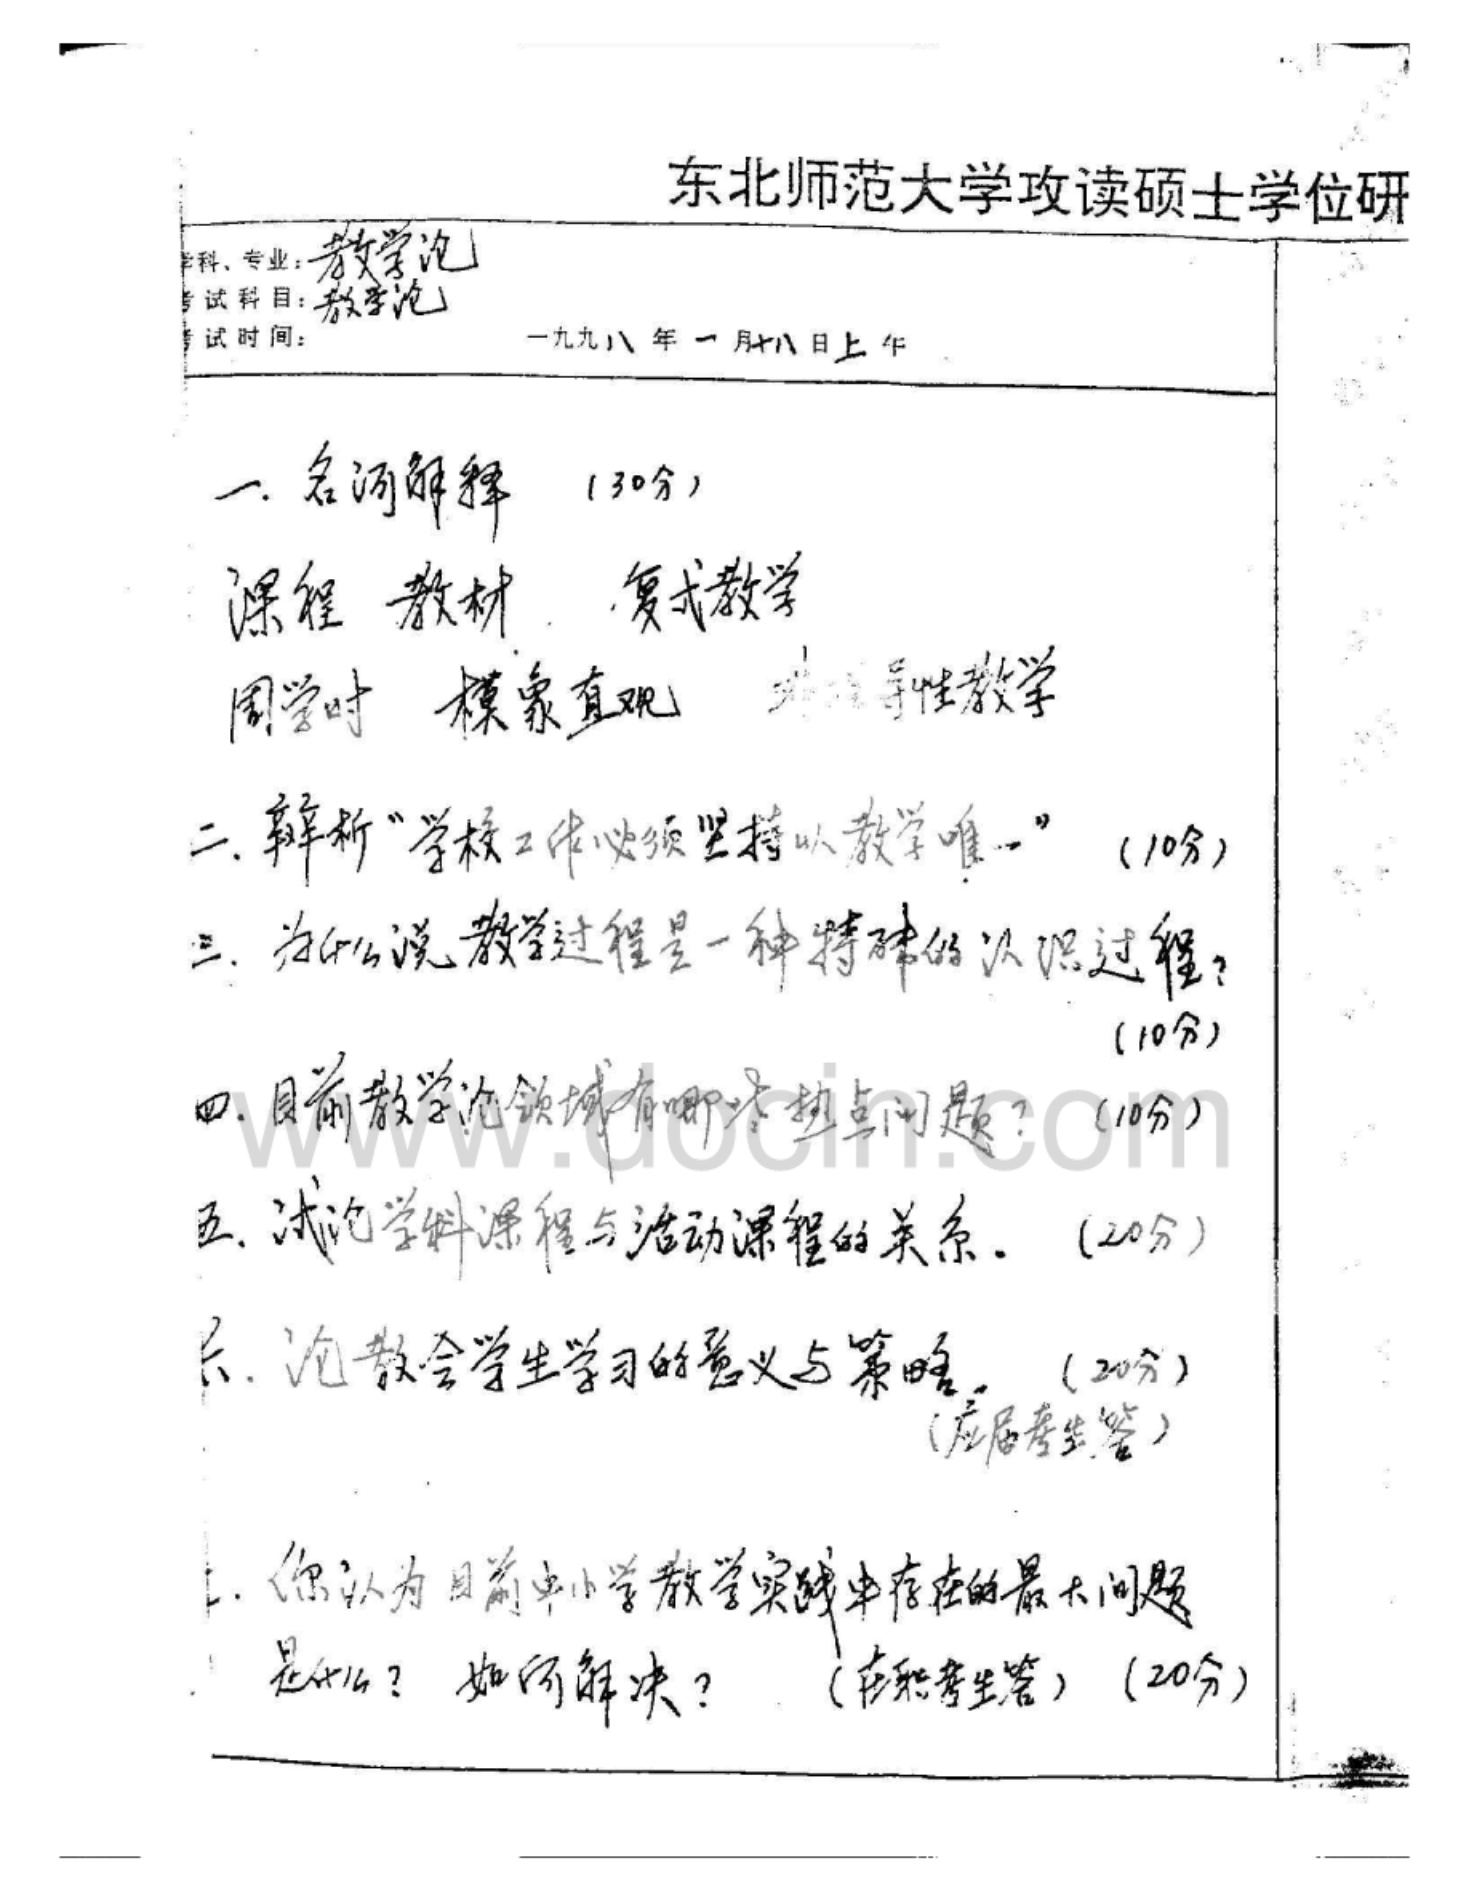 东北师范大学攻读硕士学位研
学科、专业：教学论
考试科目：教学论
考试时间： 一九九八年一月十八日上午
一. 名词解释 （30分）
课程 教材 复式教学
周学时 模象直观 导性教学
二. 辨析“学校工作必须坚持以教学唯一” （10分）
三. 为什么说教学过程是一种特殊的认识过程？
（10分）
四. 目前教学论领域有哪些热点问题？ （10分）
www.docin.com
五. 试论学科课程与活动课程的关系。 （20分）
六. 论教会学生学习的意义与策略。 （20分）
（应届考生答）
. 你认为目前中小学教学实践中存在的最大问题
是什么？ 如何解决？ （在职考生答）（20分）